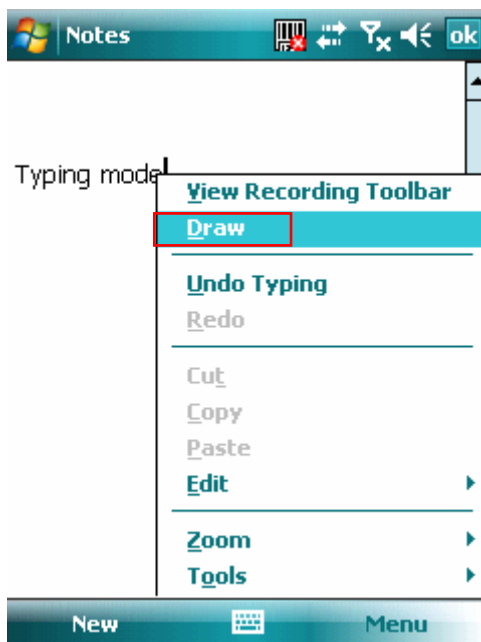 Notes
ok
Typing mode
View Recording Toolbar
Draw
Undo Typing
Redo
Cut
Copy
Paste
Edit
Zoom
Tools
New
Menu